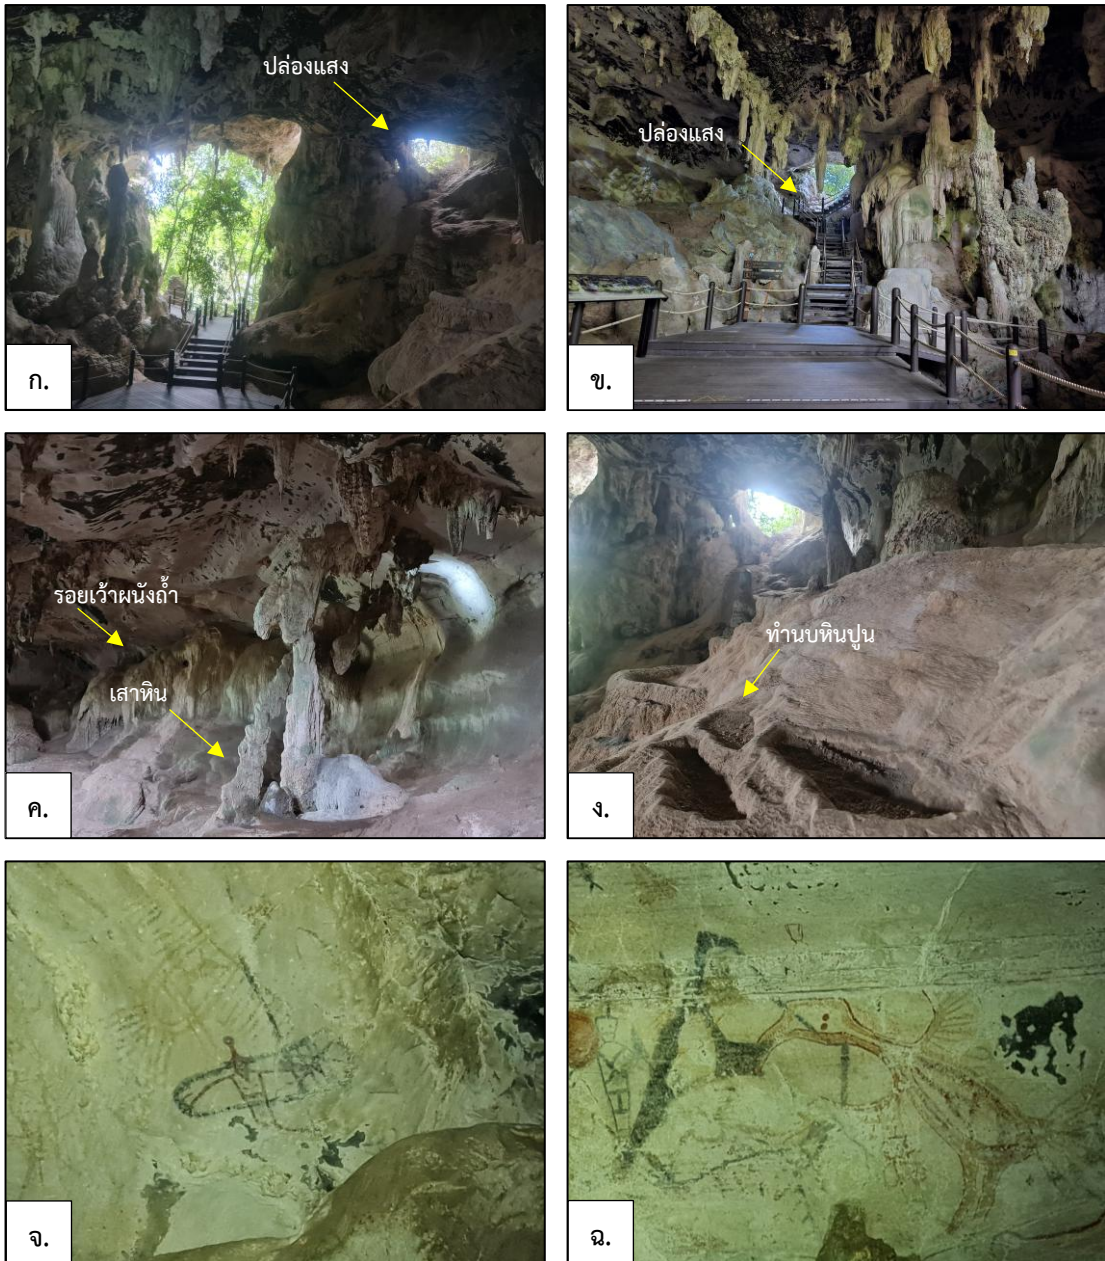 ปล่องแสง
ก.
ปล่องแสง
ข.
รอยเว้าผนังถ้ำ
เสาหิน
ค.
ทำนบหินปูน
ง.
จ.
ฉ.